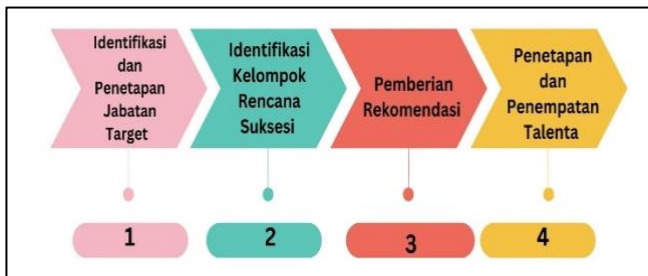 Identifikasi
dan
Penetapan
Jabatan
Target
Identifikasi
Kelompok
Rencana
Suksesi
Pemberian
Rekomendasi
Penetapan
dan
Penempatan
Talenta
1
2
3
4